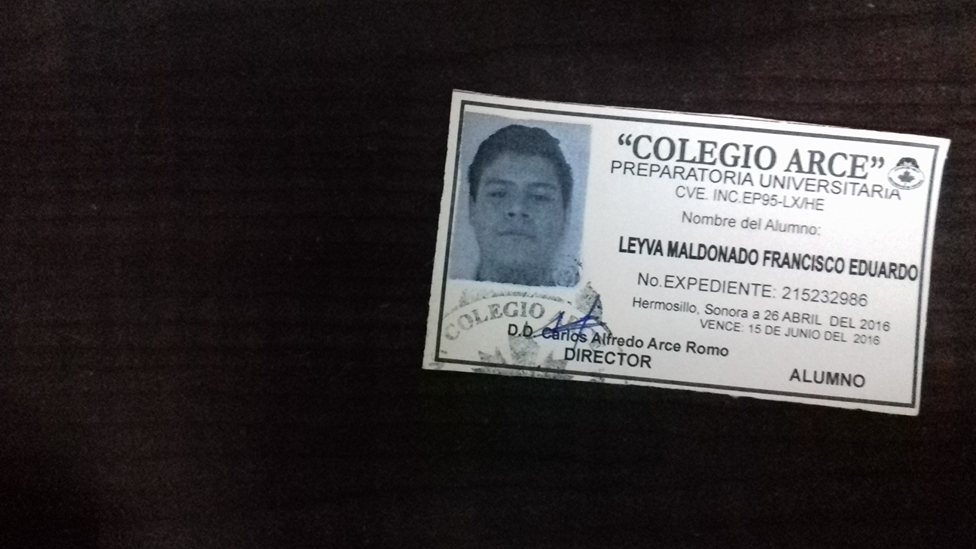 "COLEGIO ARCE"
PREPARATORIA UNIVERSITARIA
CVE. INC.EP95-LX/HE
Nombre del Alumno:
LEYVA MALDONADO FRANCISCO EDUARDO
No.EXPEDIENTE: 215232986
Hermosillo, Sonora a 26 ABRIL DEL 2016
VENCE: 15 DE JUNIO DEL 2016
COLEGIO ARCE
D.D. Carlos Alfredo Arce Romo
DIRECTOR
ALUMNO